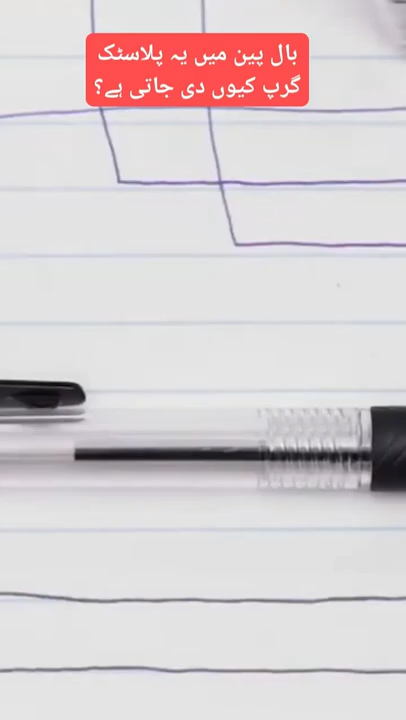 بال پین میں یہ پلاسٹک
گرپ کیوں دی جاتی ہے؟